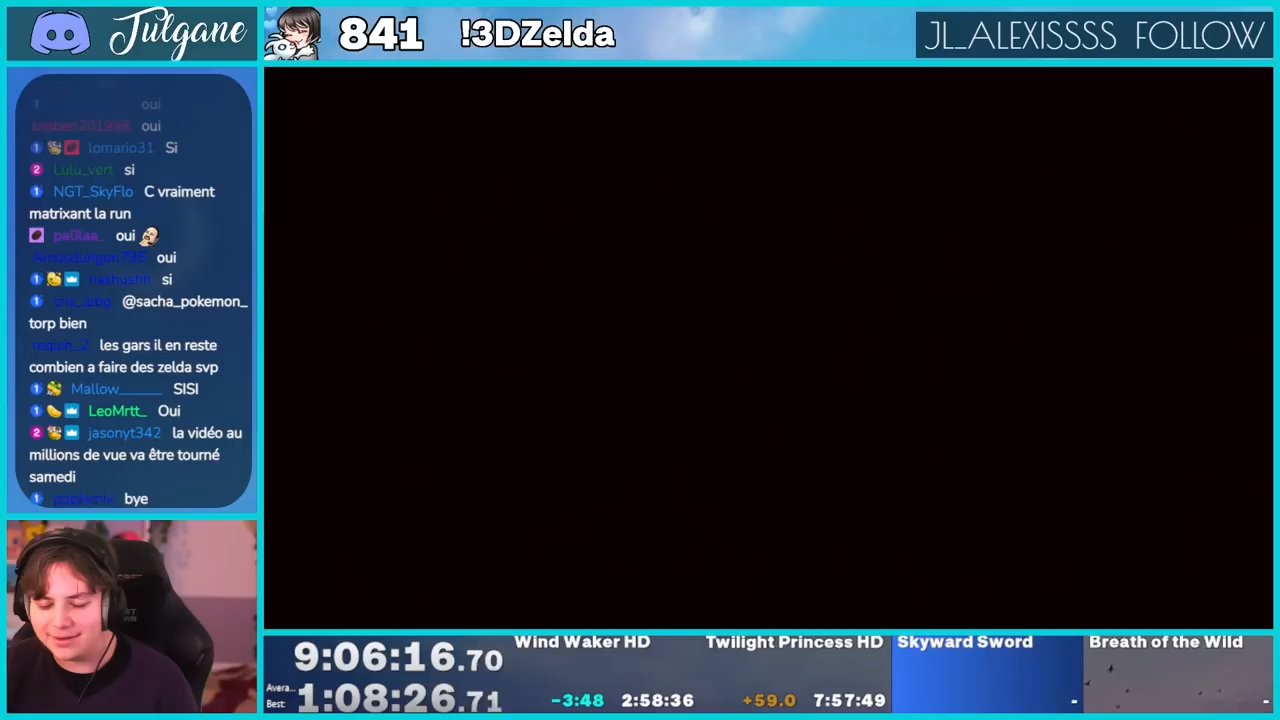 Julgane
841
!3DZelda
JL_ALEXISSSS FOLLOW
oui
oui
lomario31 Si
Lulu_vert si
NGT_SkyFlo C vraiment
matrixant la run
oui
oui
nashushh si
@sacha_pokemon_
torp bien
requin_2 les gars il en reste
combien a faire des zelda svp
Mallow______ SISI
LeoMrtt_ Oui
jasonyt342 la vidéo au
millions de vue va être tourné
samedi
bye
9:06:16.70
Avera...
Best:
1:08:26.71
Wind Waker HD
-3:48 2:58:36
Twilight Princess HD
+59.0 7:57:49
Skyward Sword
-
Breath of the Wild
-